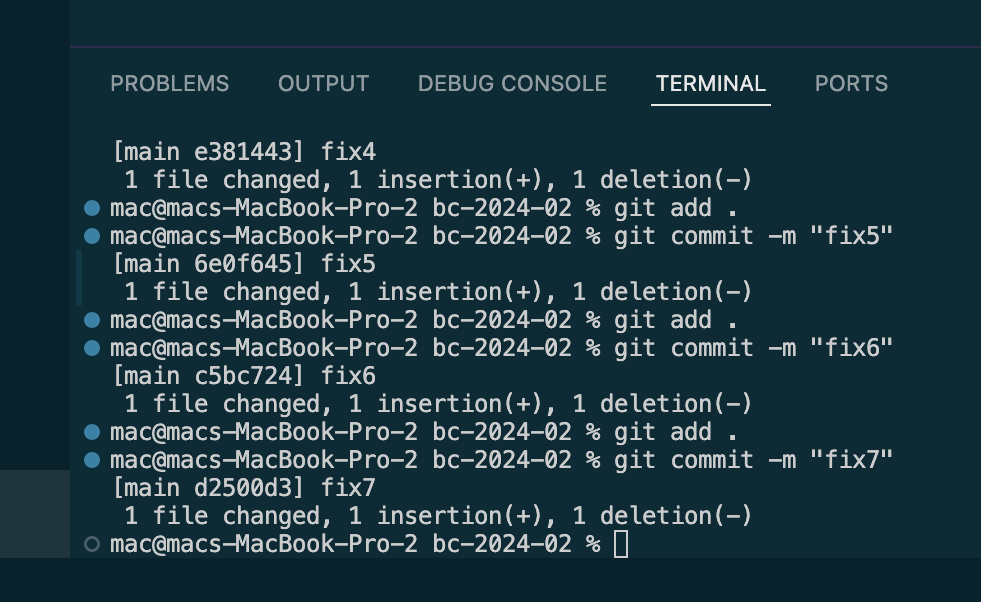 PROBLEMS OUTPUT DEBUG CONSOLE TERMINAL PORTS
[main e381443] fix4
 1 file changed, 1 insertion(+), 1 deletion(-)
mac@macs-MacBook-Pro-2 bc-2024-02 % git add .
mac@macs-MacBook-Pro-2 bc-2024-02 % git commit -m "fix5"
[main 6e0f645] fix5
 1 file changed, 1 insertion(+), 1 deletion(-)
mac@macs-MacBook-Pro-2 bc-2024-02 % git add .
mac@macs-MacBook-Pro-2 bc-2024-02 % git commit -m "fix6"
[main c5bc724] fix6
 1 file changed, 1 insertion(+), 1 deletion(-)
mac@macs-MacBook-Pro-2 bc-2024-02 % git add .
mac@macs-MacBook-Pro-2 bc-2024-02 % git commit -m "fix7"
[main d2500d3] fix7
 1 file changed, 1 insertion(+), 1 deletion(-)
mac@macs-MacBook-Pro-2 bc-2024-02 %